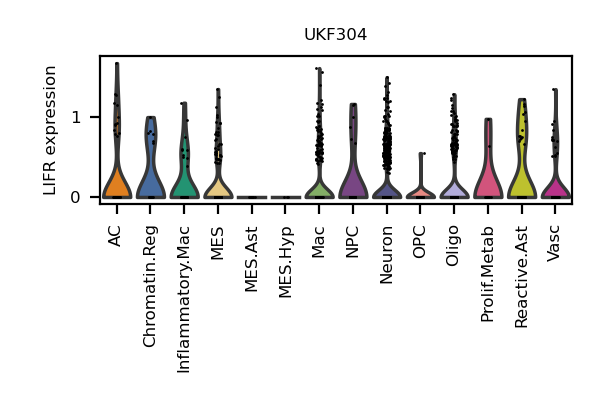 UKF304
LIFR expression
1
0
AC
Chromatin.Reg
Inflammatory.Mac
MES
MES.Ast
MES.Hyp
Mac
NPC
Neuron
OPC
Oligo
Prolif.Metab
Reactive.Ast
Vasc